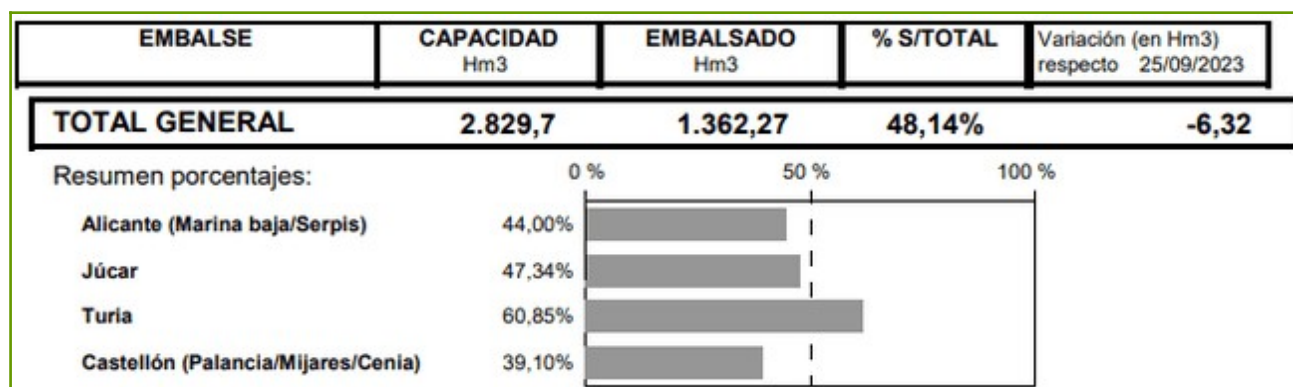 EMBALSE CAPACIDAD EMBALSADO % S/TOTAL Variación (en Hm3)
Hm3 Hm3 respecto 25/09/2023
TOTAL GENERAL 2.829,7 1.362,27 48,14% -6,32
Resumen porcentajes: 0 % 50 % 100 %
Alicante (Marina baja/Serpis) 44,00%
Júcar 47,34%
Turia 60,85%
Castellón (Palancia/Mijares/Cenia) 39,10%